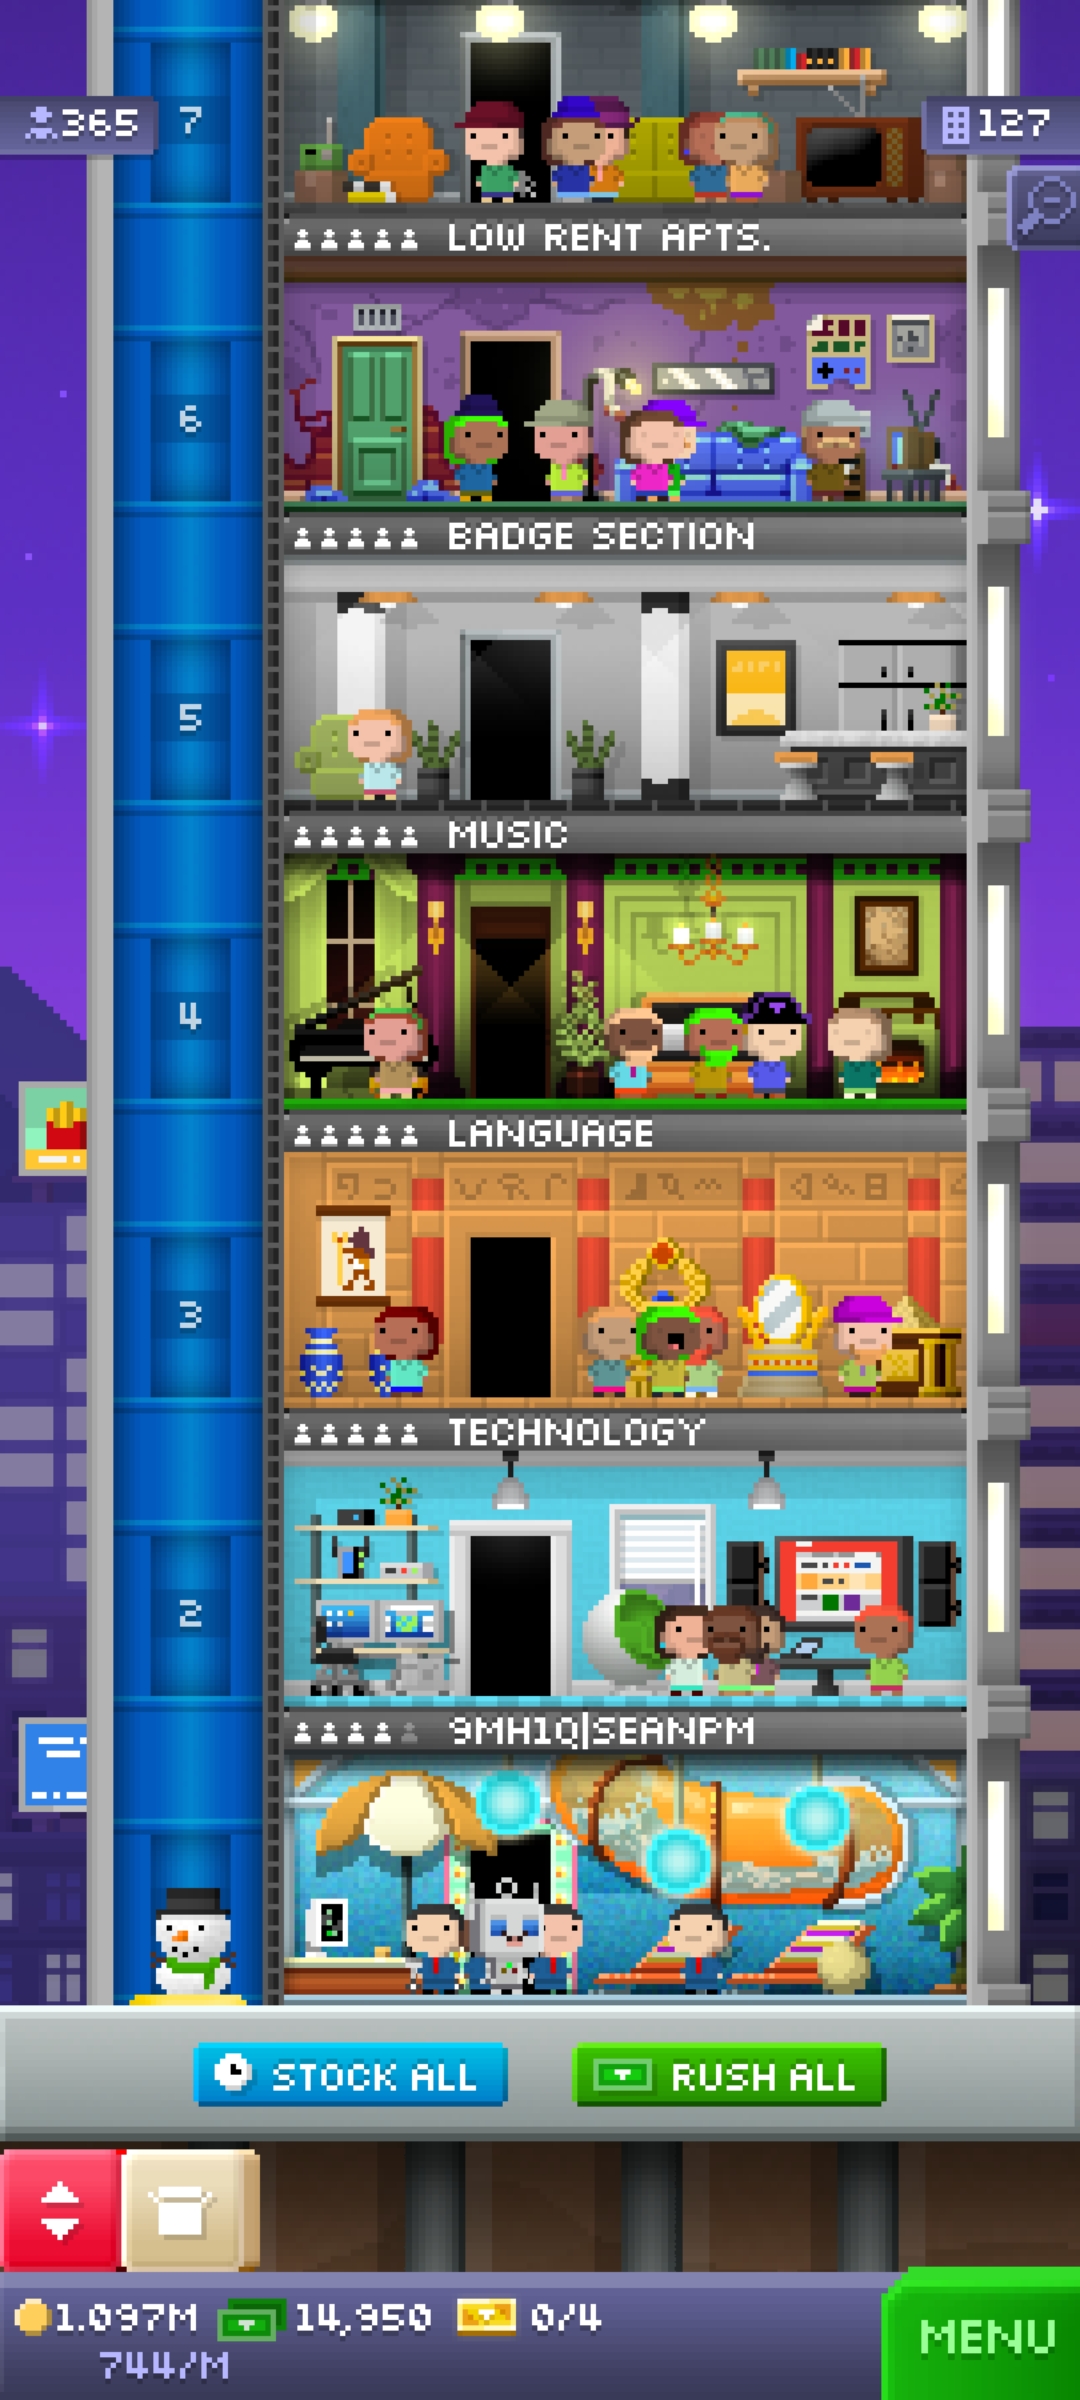 365
7
127
LOW RENT APTS.
6
BADGE SECTION
5
MUSIC
4
LANGUAGE
3
TECHNOLOGY
2
9MH1Q|SEANPM
STOCK ALL
RUSH ALL
1.097M
14,950
0/4
744/M
MENU